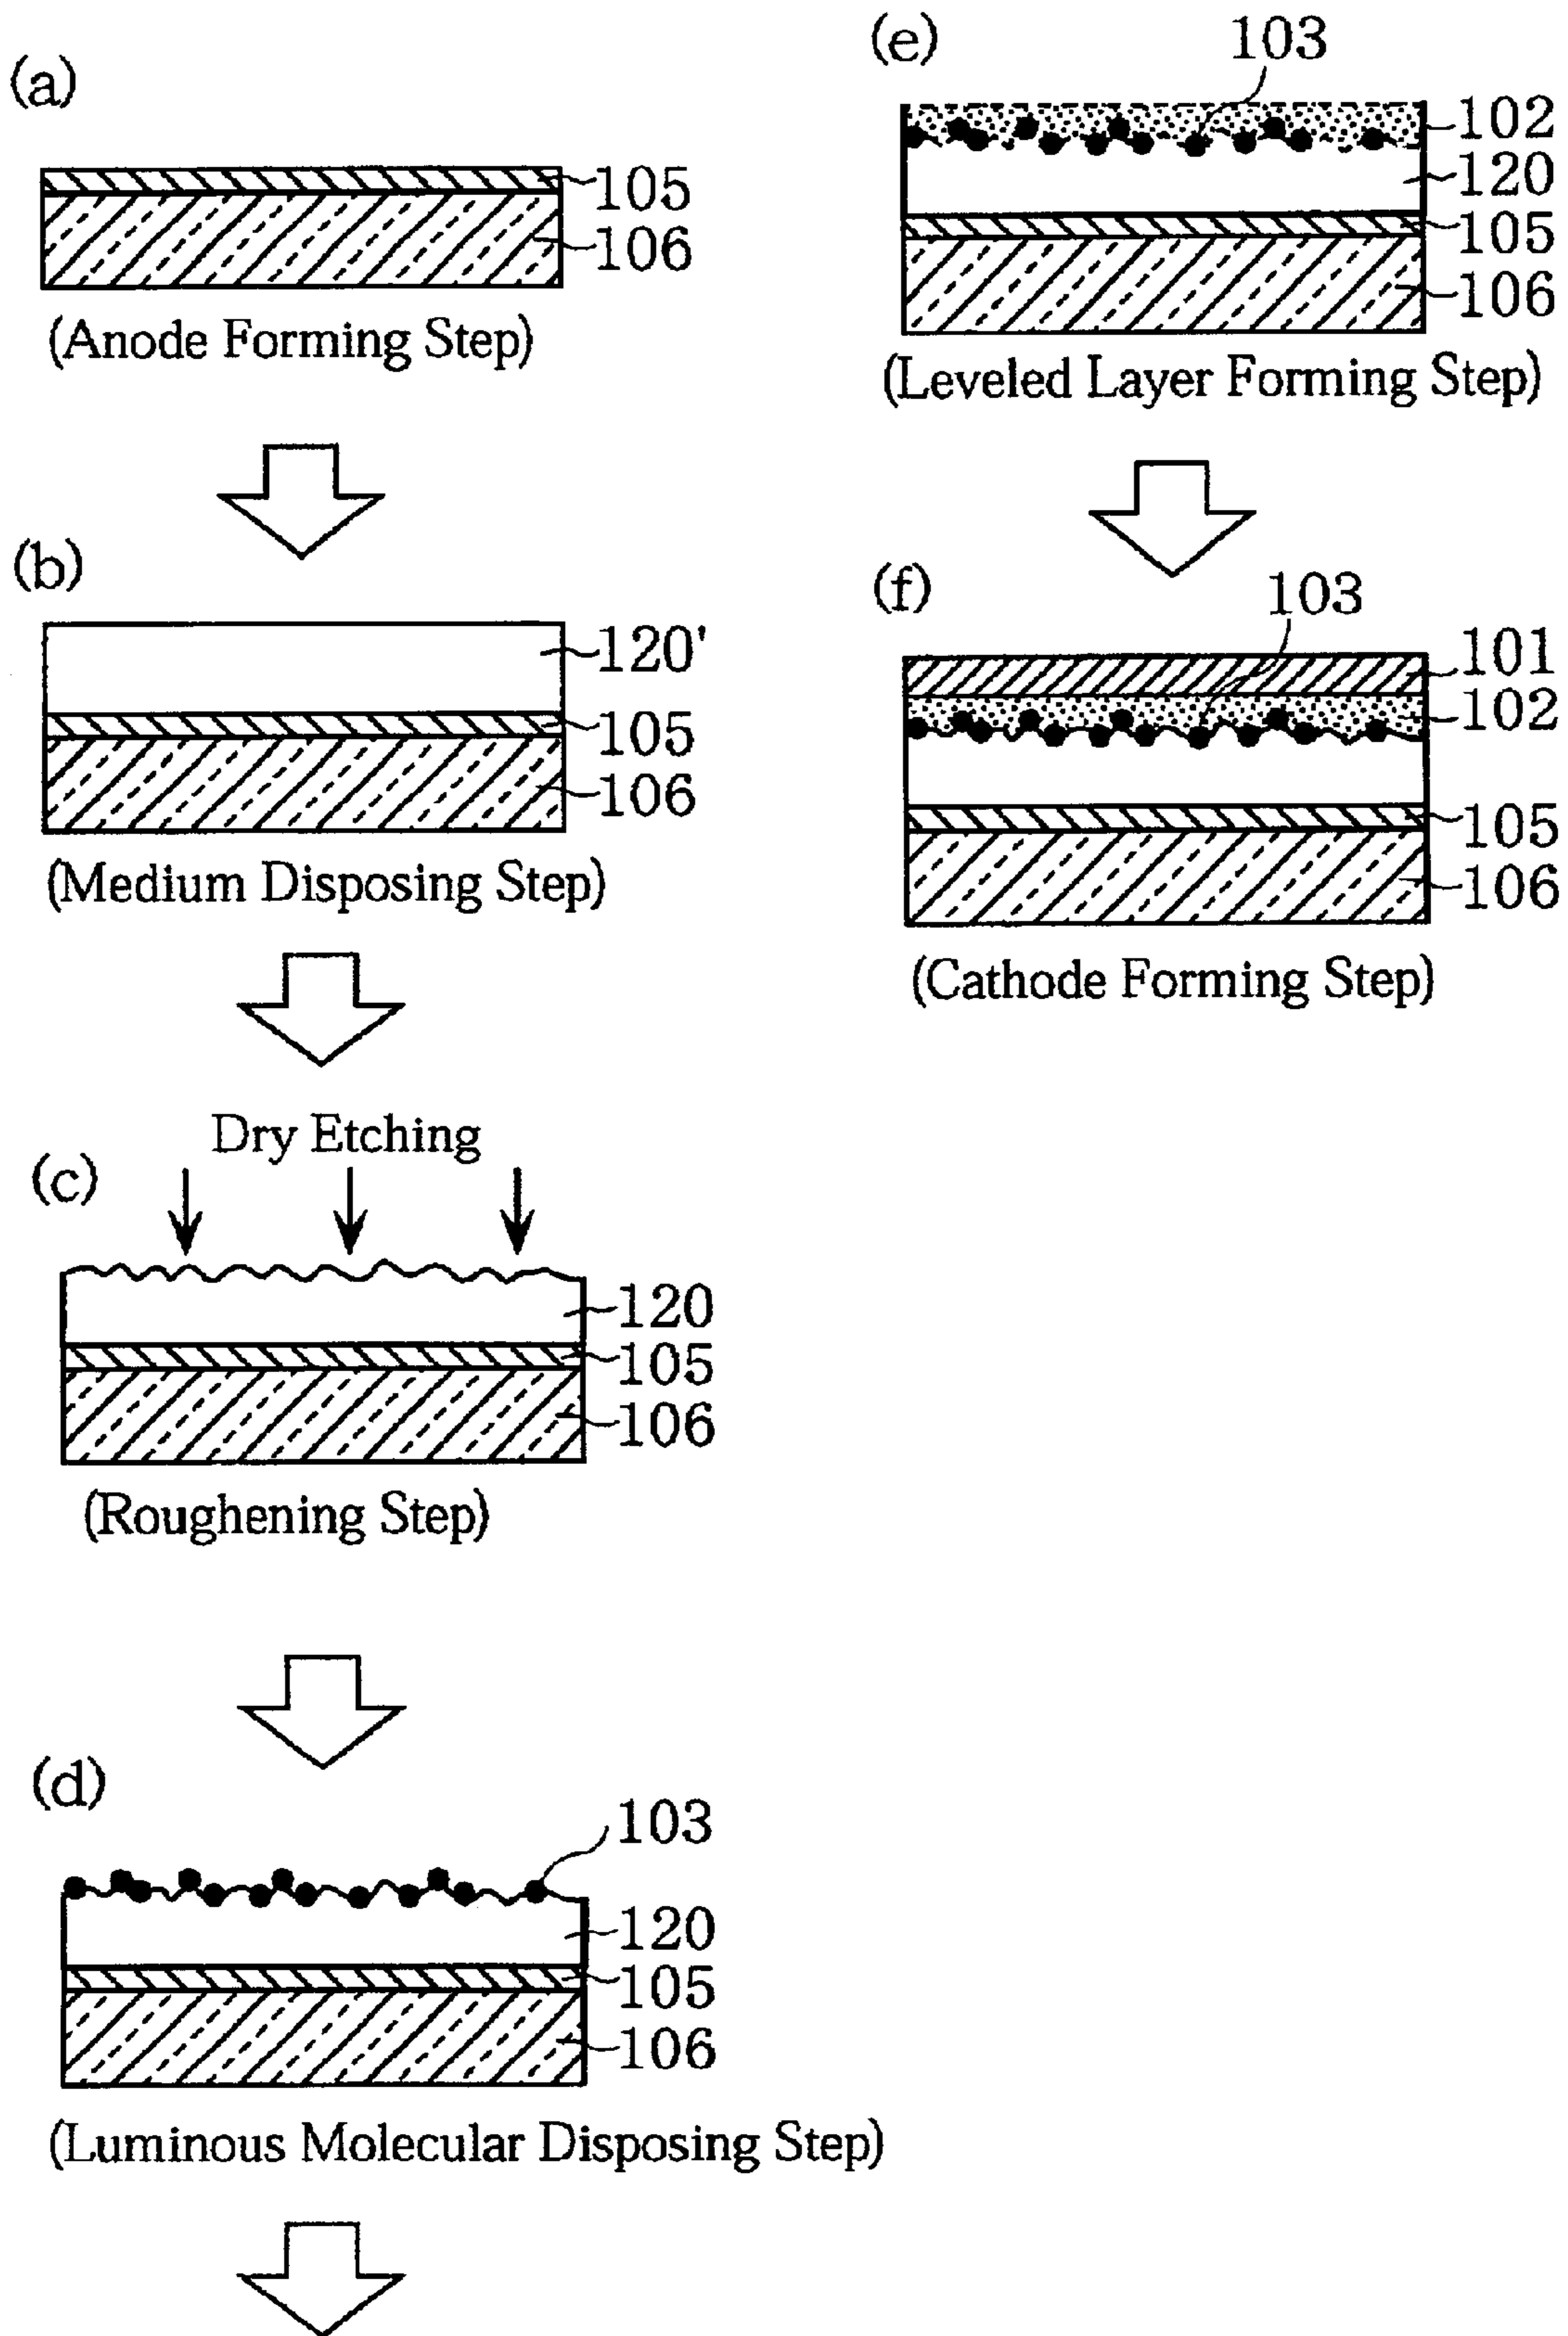 (a)
105
106
(Anode Forming Step)
(b)
120'
105
106
(Medium Disposing Step)
Dry Etching
(c)
120
105
106
(Roughening Step)
(d)
103
120
105
106
(Luminous Molecular Disposing Step)
(e)
103
102
120
105
106
(Leveled Layer Forming Step)
(f)
103
101
102
105
106
(Cathode Forming Step)